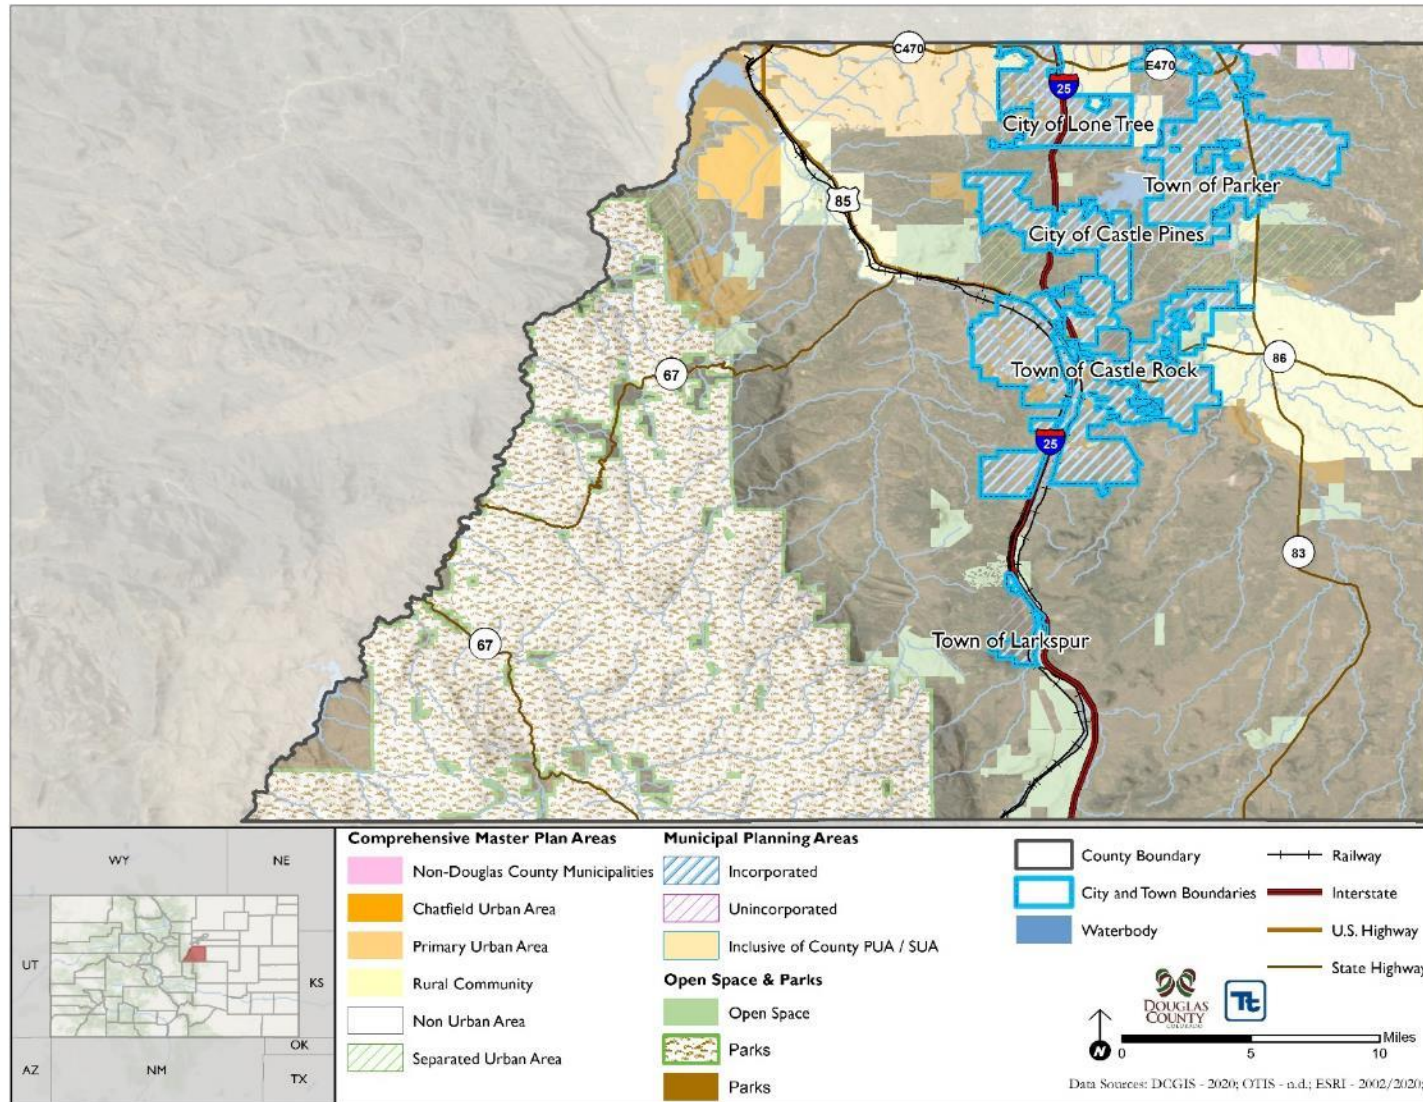 C470
E470
25
City of Lone Tree
Town of Parker
85
City of Castle Pines
67
Town of Castle Rock
86
25
83
67
Town of Larkspur
WY
NE
UT
KS
OK
AZ
NM
TX
Comprehensive Master Plan Areas
Non-Douglas County Municipalities
Chatfield Urban Area
Primary Urban Area
Rural Community
Non Urban Area
Separated Urban Area
Municipal Planning Areas
Incorporated
Unincorporated
Inclusive of County PUA / SUA
Open Space & Parks
Open Space
Parks
Parks
County Boundary
City and Town Boundaries
Waterbody
Railway
Interstate
U.S. Highway
State Highway
DOUGLAS
COUNTY
COLORADO
Tt
N
0 5 10 Miles
Data Sources: DCGIS - 2020; OTIS - n.d.; ESRI - 2002/2020;